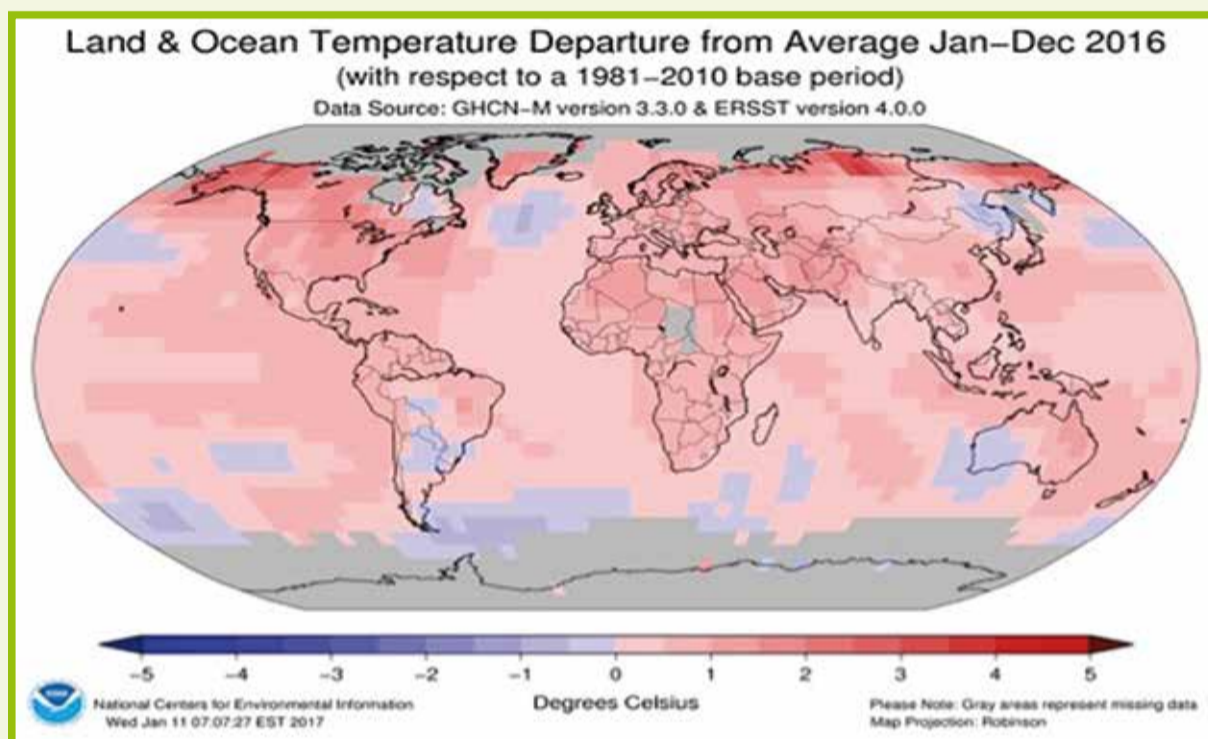 Land & Ocean Temperature Departure from Average Jan–Dec 2016
(with respect to a 1981–2010 base period)
Data Source: GHCN–M version 3.3.0 & ERSST version 4.0.0
-5 -4 -3 -2 -1 0 1 2 3 4 5
Degrees Celsius
National Centers for Environmental Information
Wed Jan 11 07:07:27 EST 2017
Please Note: Gray areas represent missing data
Map Projection: Robinson